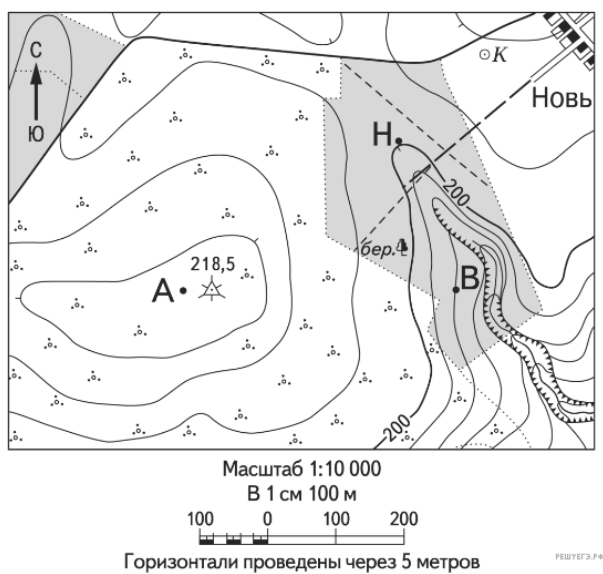 С
Ю
К
Новь
Н
200
бер.
218,5
А
В
200
Масштаб 1:10 000
В 1 см 100 м
100 0 100 200
Горизонтали проведены через 5 метров
РЕШУЕГЭ.РФ